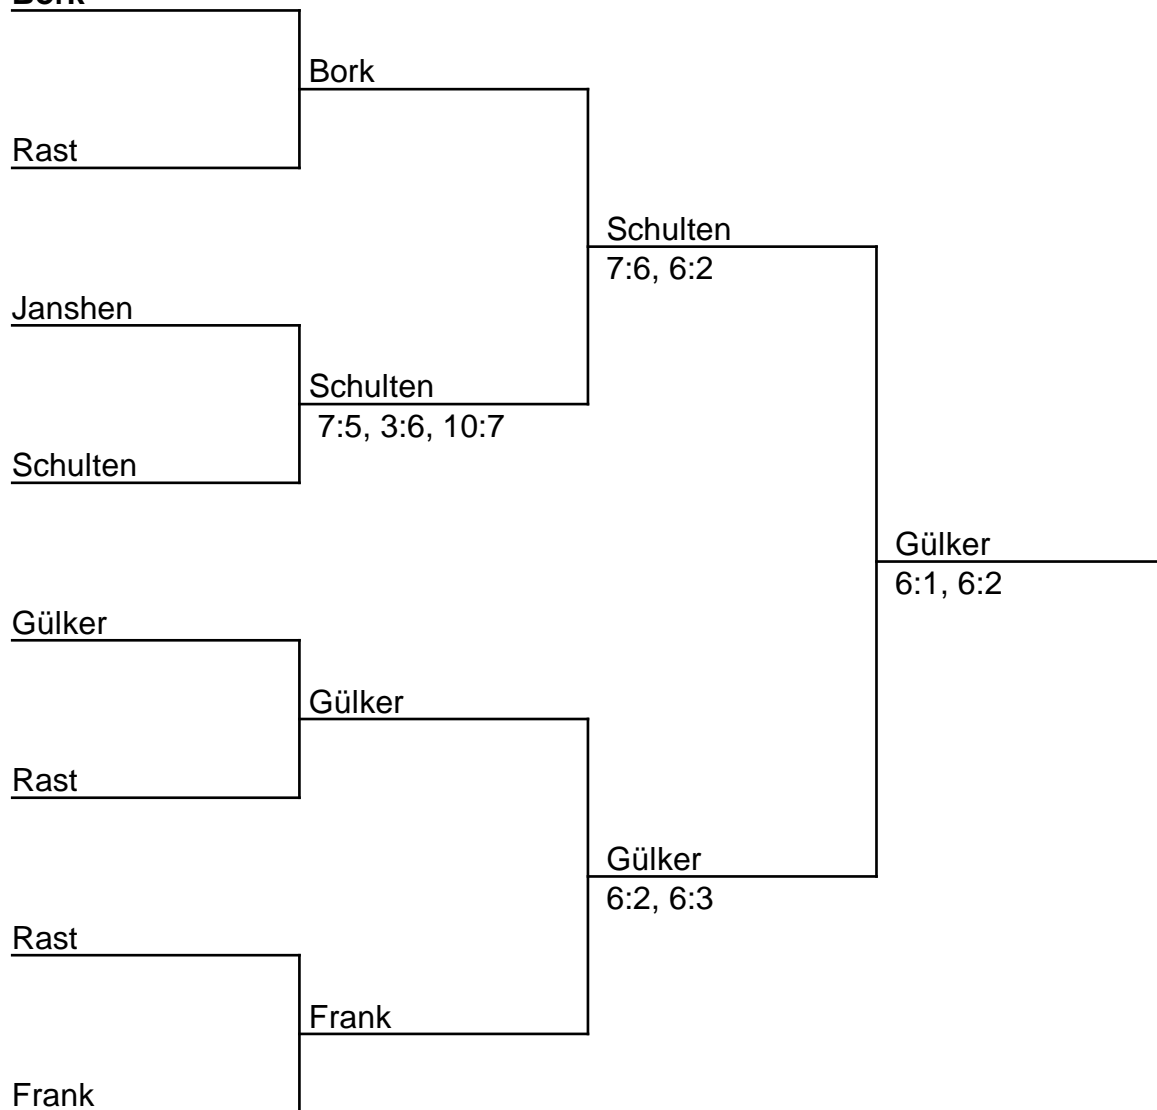 Bork
Bork
Rast
Schulten
7:6, 6:2
Janshen
Schulten
7:5, 3:6, 10:7
Schulten
Gülker
6:1, 6:2
Gülker
Gülker
Rast
Gülker
6:2, 6:3
Rast
Frank
Frank